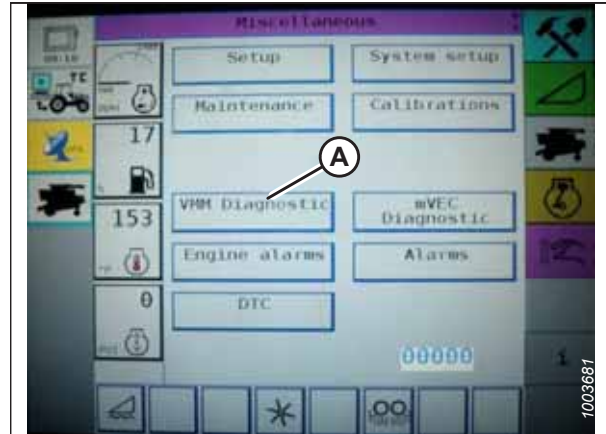 Miscellaneous
Setup
System setup
TC
Maintenance
Calibrations
17
A
VMM Diagnostic
mVEC
Diagnostic
153
Engine alarms
Alarms
0
DTC
00000
1
1003681